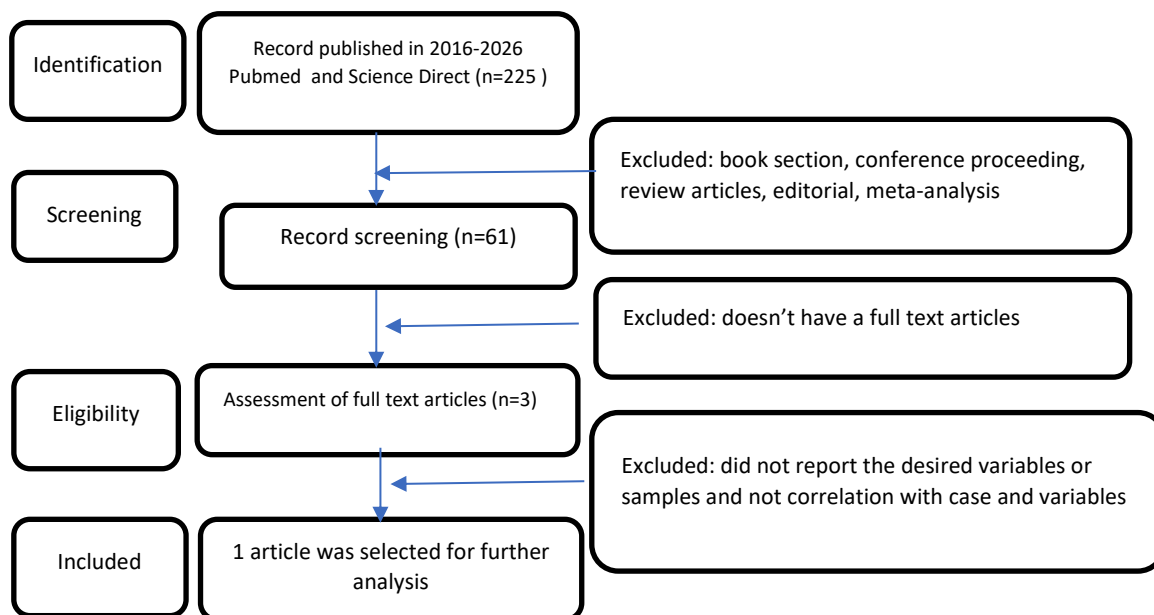 Identification
Record published in 2016-2026
Pubmed and Science Direct (n=225 )
Excluded: book section, conference proceeding,
review articles, editorial, meta-analysis
Screening
Record screening (n=61)
Excluded: doesn’t have a full text articles
Eligibility
Assessment of full text articles (n=3)
Excluded: did not report the desired variables or
samples and not correlation with case and variables
Included
1 article was selected for further
analysis